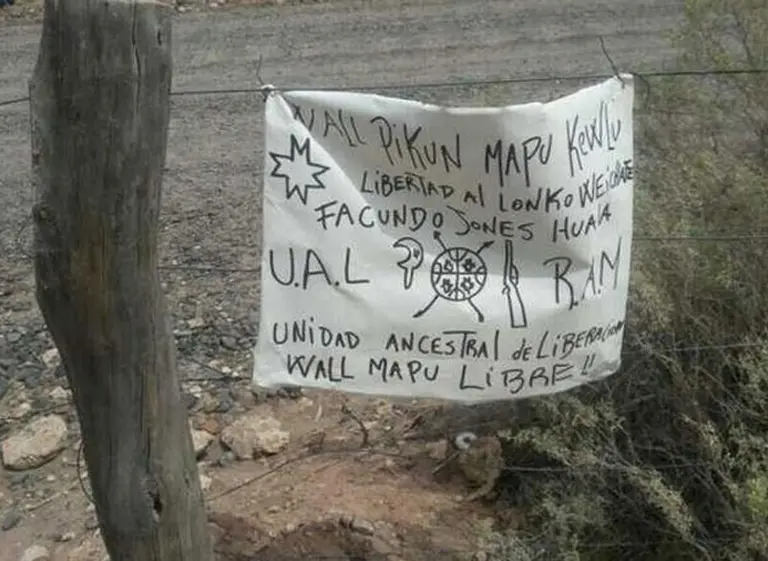 WALL PIKUN MAPU KEWLU
LIBERTAD Al LONKO WEICHAFE
FACUNDO JONES HUALA
U.A.L R.A.M
UNIDAD ANCESTRAL de LIBERACION
WALL MAPU LIBRE!!